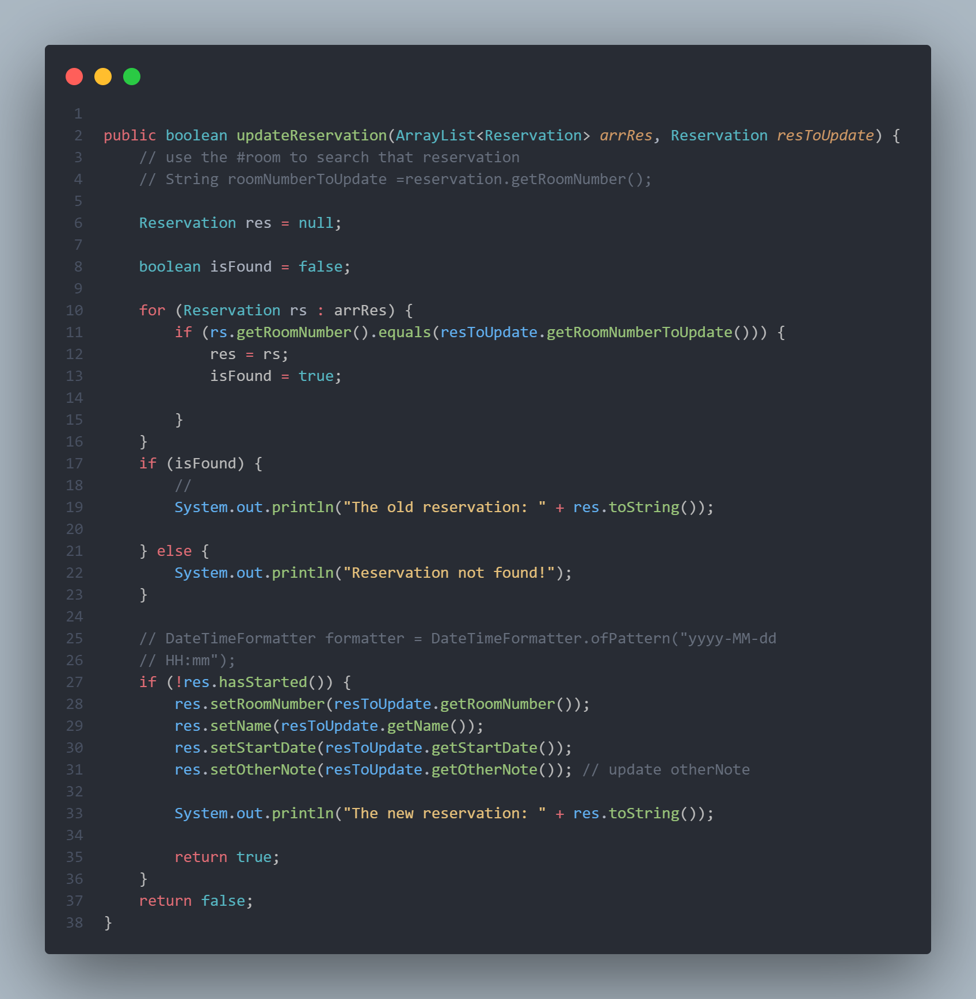 1
2 public boolean updateReservation(ArrayList<Reservation> arrRes, Reservation resToUpdate) {
3     // use the #room to search that reservation
4     // String roomNumberToUpdate =reservation.getRoomNumber();
5
6     Reservation res = null;
7
8     boolean isFound = false;
9
10     for (Reservation rs : arrRes) {
11         if (rs.getRoomNumber().equals(resToUpdate.getRoomNumberToUpdate())) {
12             res = rs;
13             isFound = true;
14
15         }
16     }
17     if (isFound) {
18         //
19         System.out.println("The old reservation: " + res.toString());
20
21     } else {
22         System.out.println("Reservation not found!");
23     }
24
25     // DateTimeFormatter formatter = DateTimeFormatter.ofPattern("yyyy-MM-dd
26     // HH:mm");
27     if (!res.hasStarted()) {
28         res.setRoomNumber(resToUpdate.getRoomNumber());
29         res.setName(resToUpdate.getName());
30         res.setStartDate(resToUpdate.getStartDate());
31         res.setOtherNote(resToUpdate.getOtherNote()); // update otherNote
32
33         System.out.println("The new reservation: " + res.toString());
34
35         return true;
36     }
37     return false;
38 }